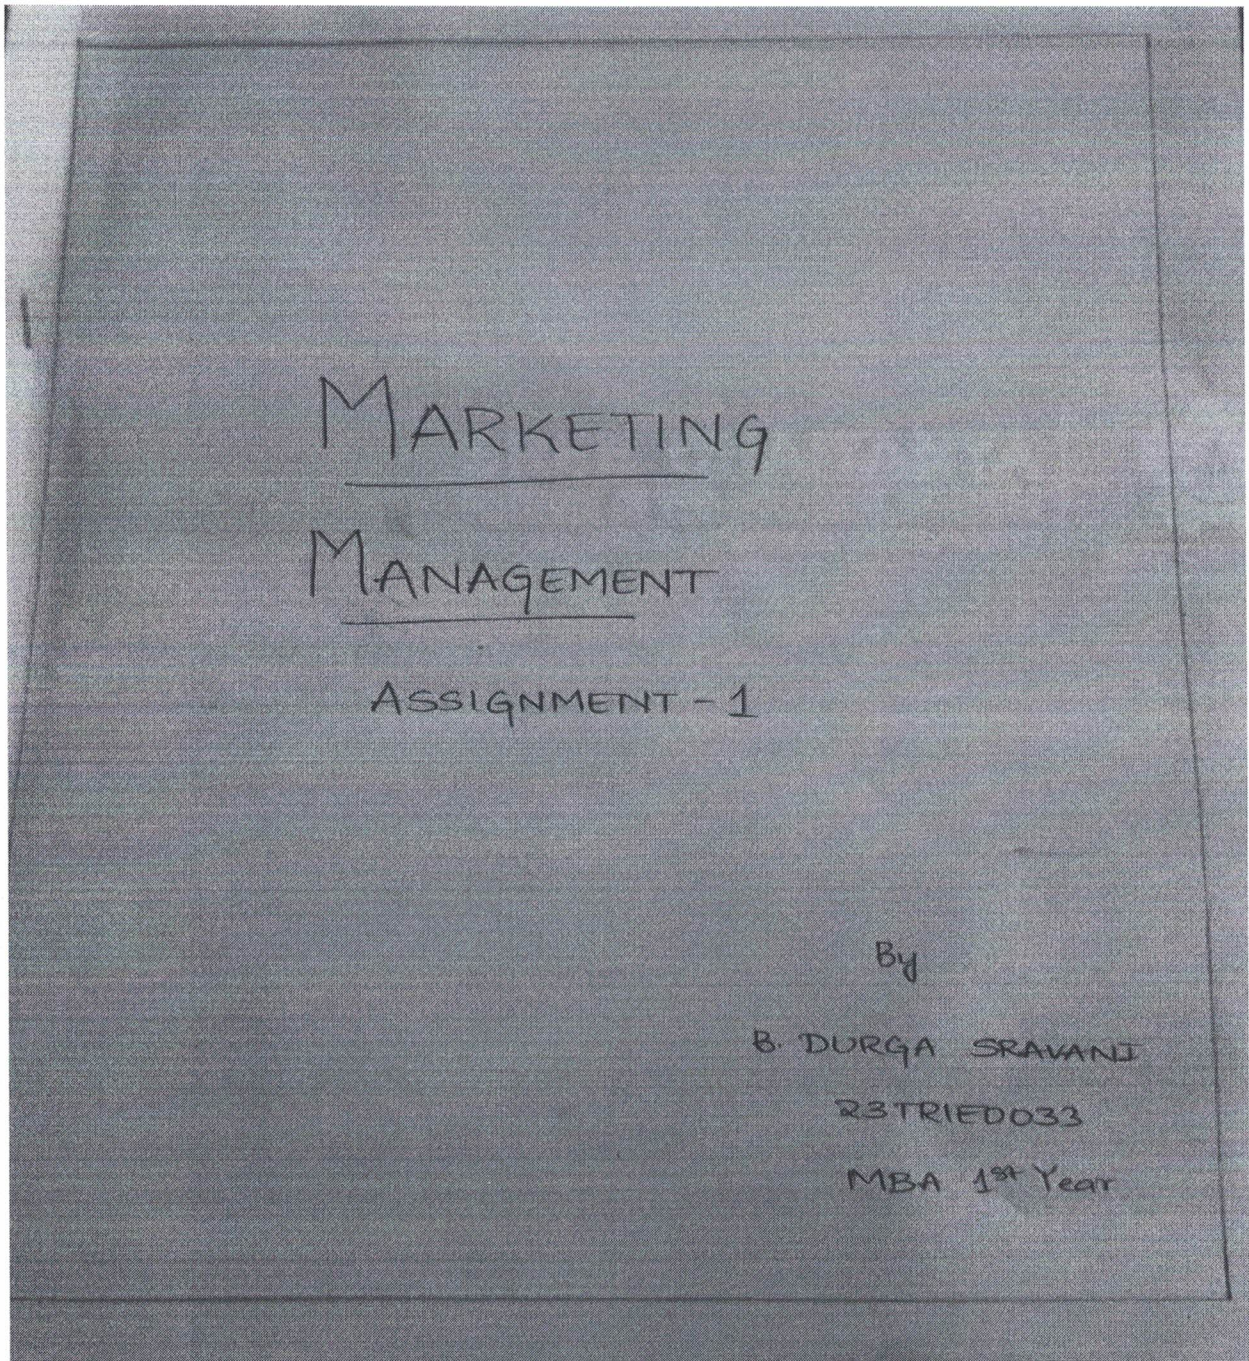 MARKETING
MANAGEMENT
ASSIGNMENT - 1
By
B. DURGA SRAVANI
23TRIED033
MBA 1st Year